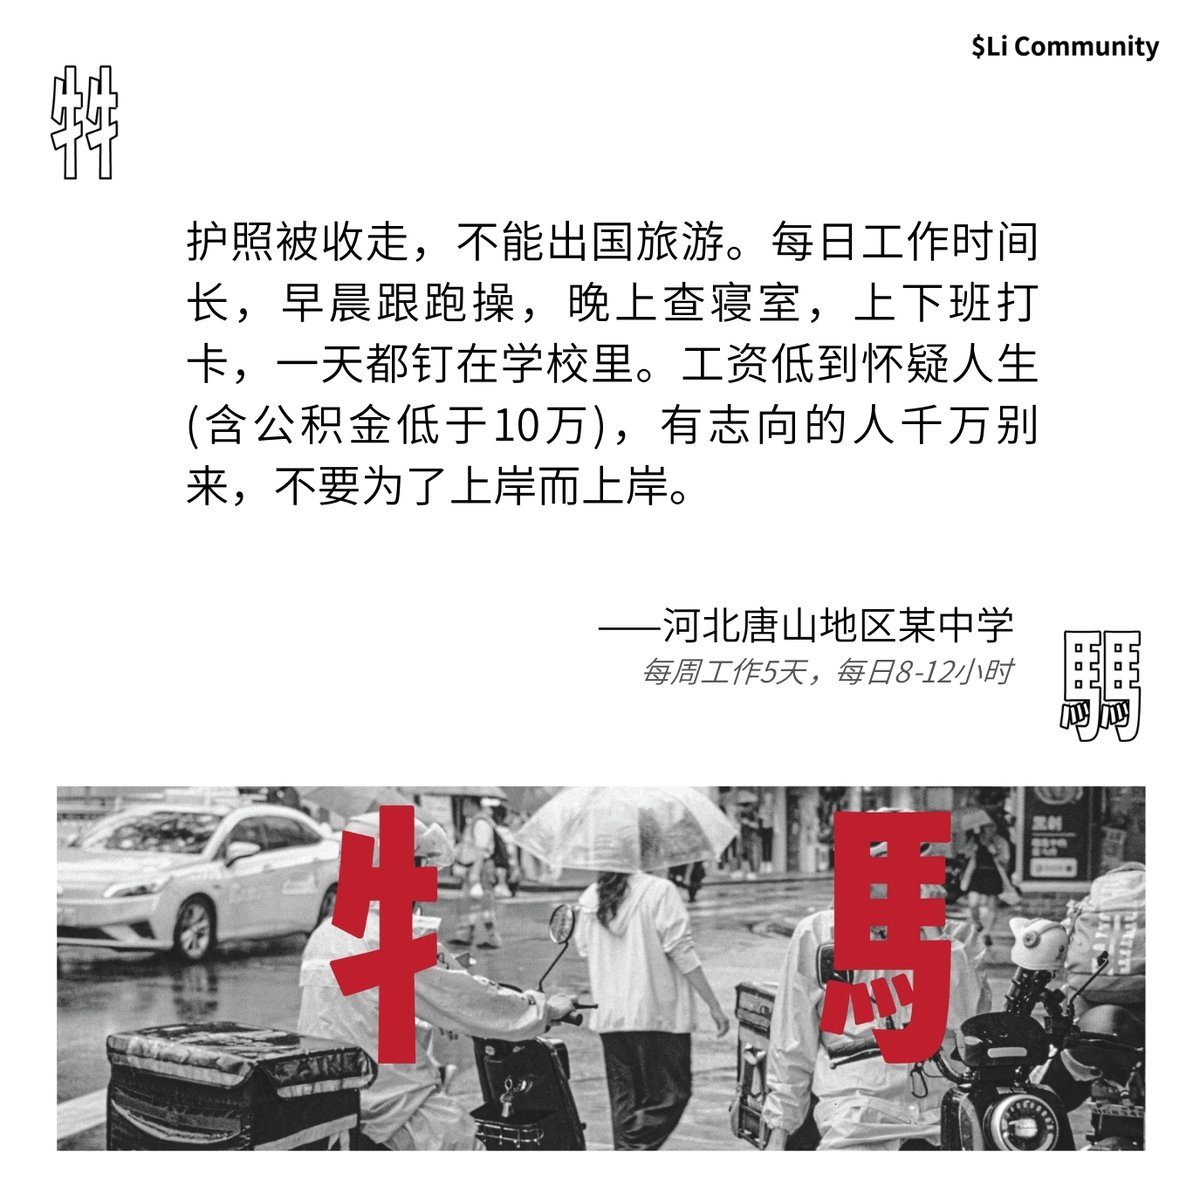 $Li Community
牜牜
护照被收走，不能出国旅游。每日工作时间
长，早晨跟跑操，晚上查寝室，上下班打
卡，一天都钉在学校里。工资低到怀疑人生
(含公积金低于10万)，有志向的人千万别
来，不要为了上岸而上岸。
——河北唐山地区某中学
每周工作5天，每日8-12小时
馬馬
牜 馬